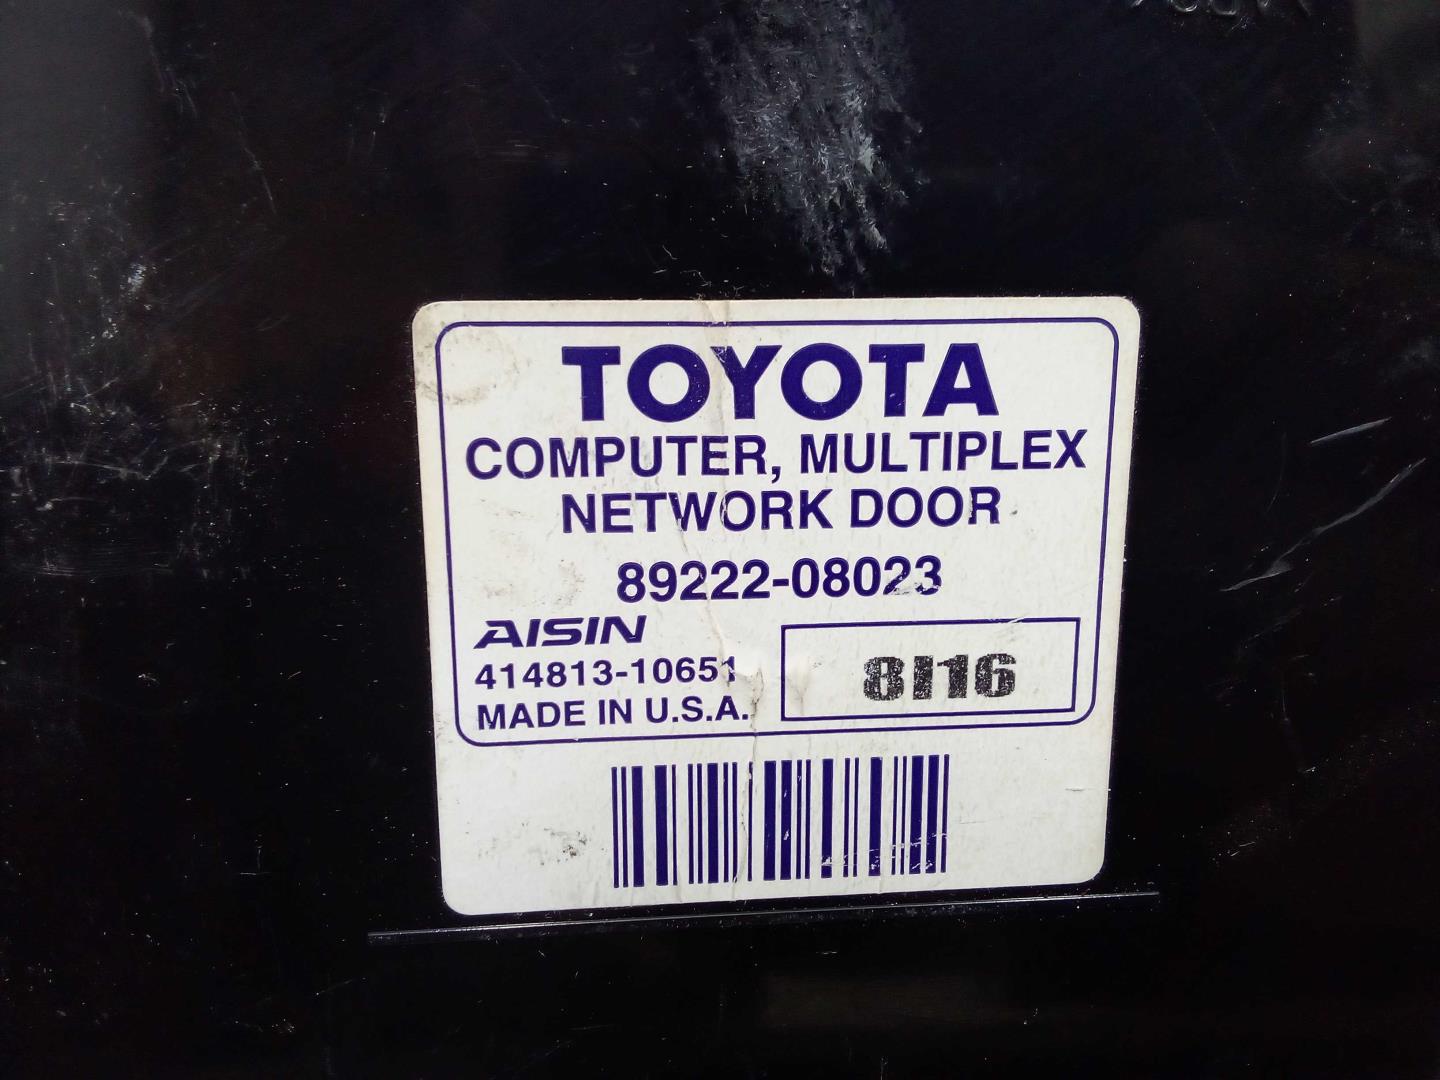 TOYOTA
COMPUTER, MULTIPLEX
NETWORK DOOR
89222-08023
AISIN
414813-10651
MADE IN U.S.A.
8I16